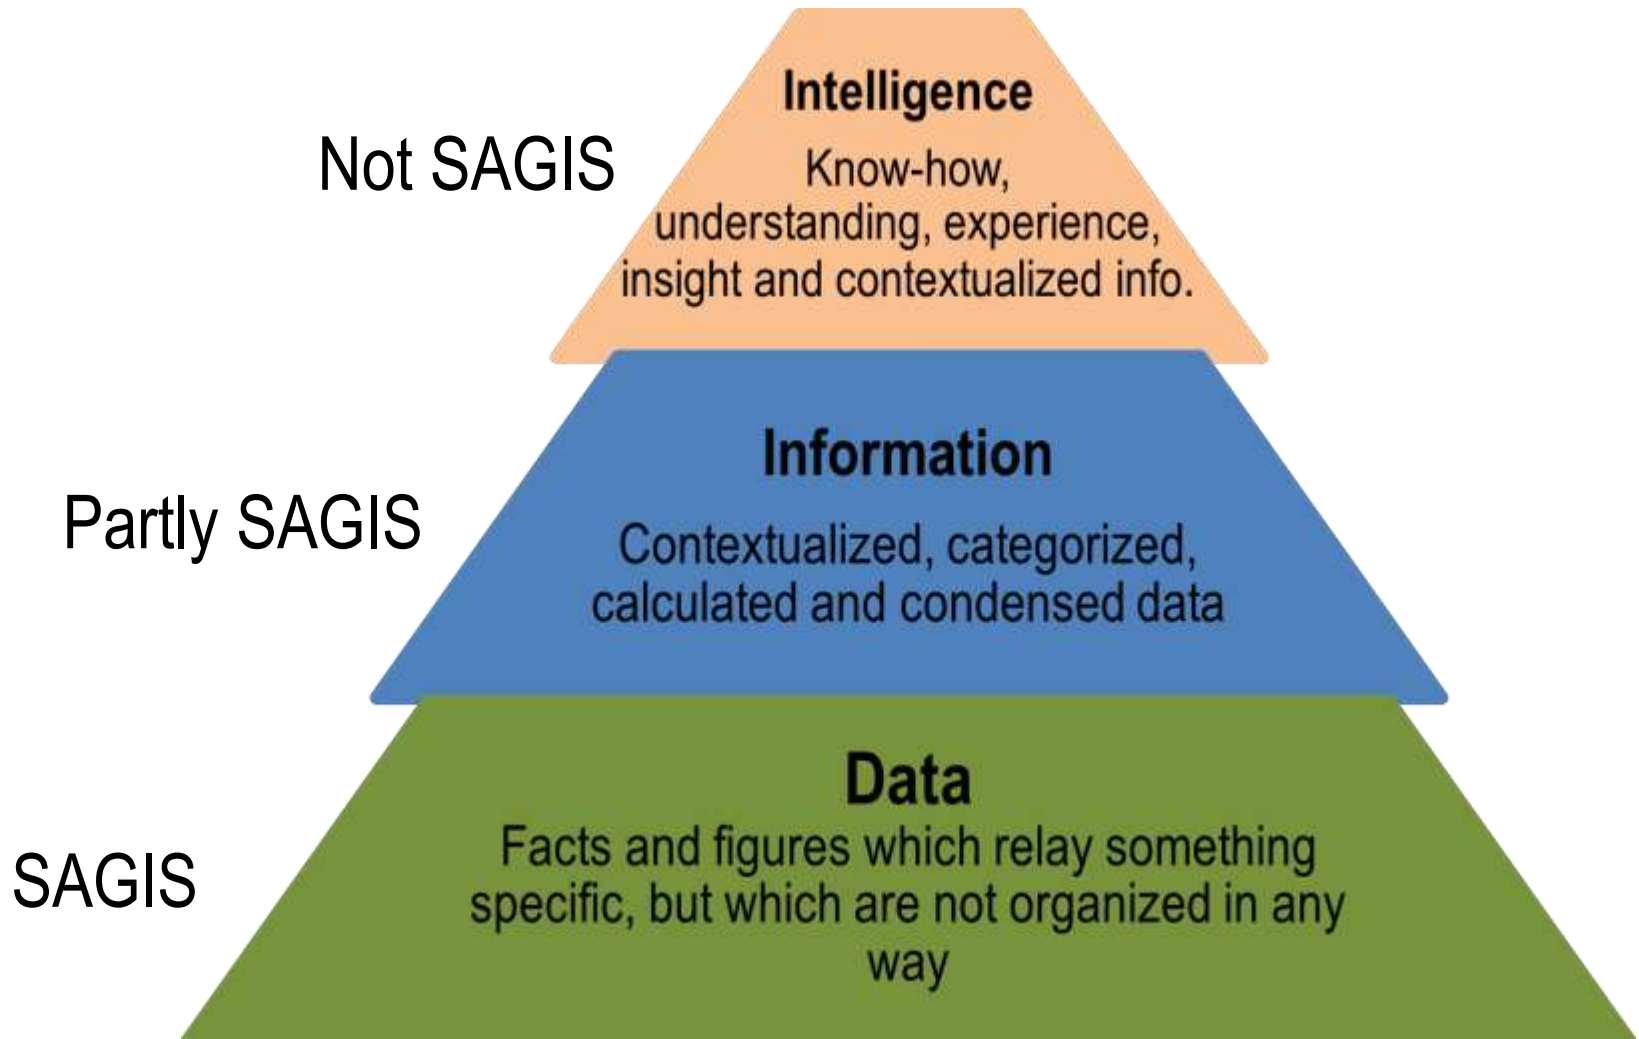 Intelligence
Not SAGIS
Know-how,
understanding, experience,
insight and contextualized info.
Information
Partly SAGIS
Contextualized, categorized,
calculated and condensed data
Data
SAGIS
Facts and figures which relay something
specific, but which are not organized in any
way